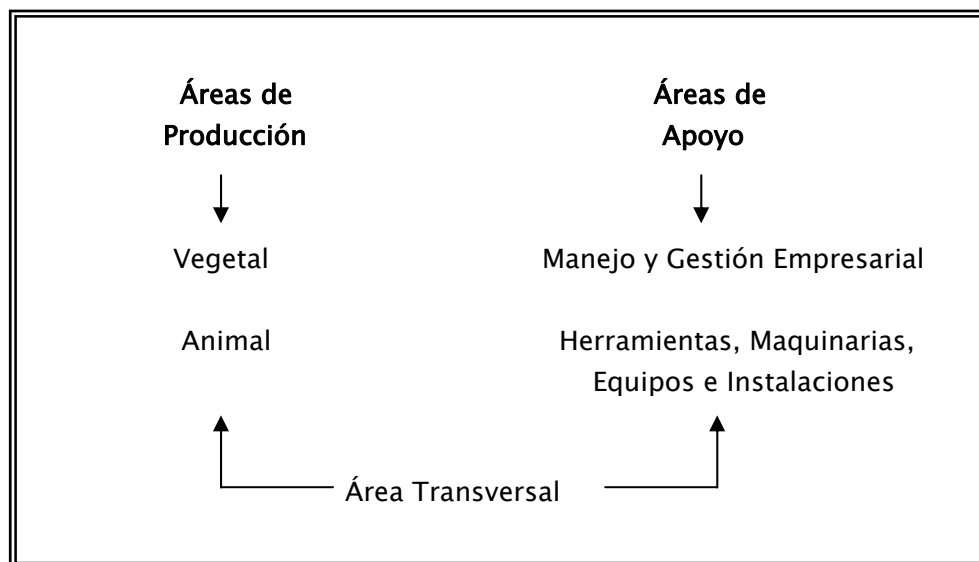 Áreas de
Producción
Áreas de
Apoyo
Vegetal
Manejo y Gestión Empresarial
Animal
Herramientas, Maquinarias,
Equipos e Instalaciones
Área Transversal